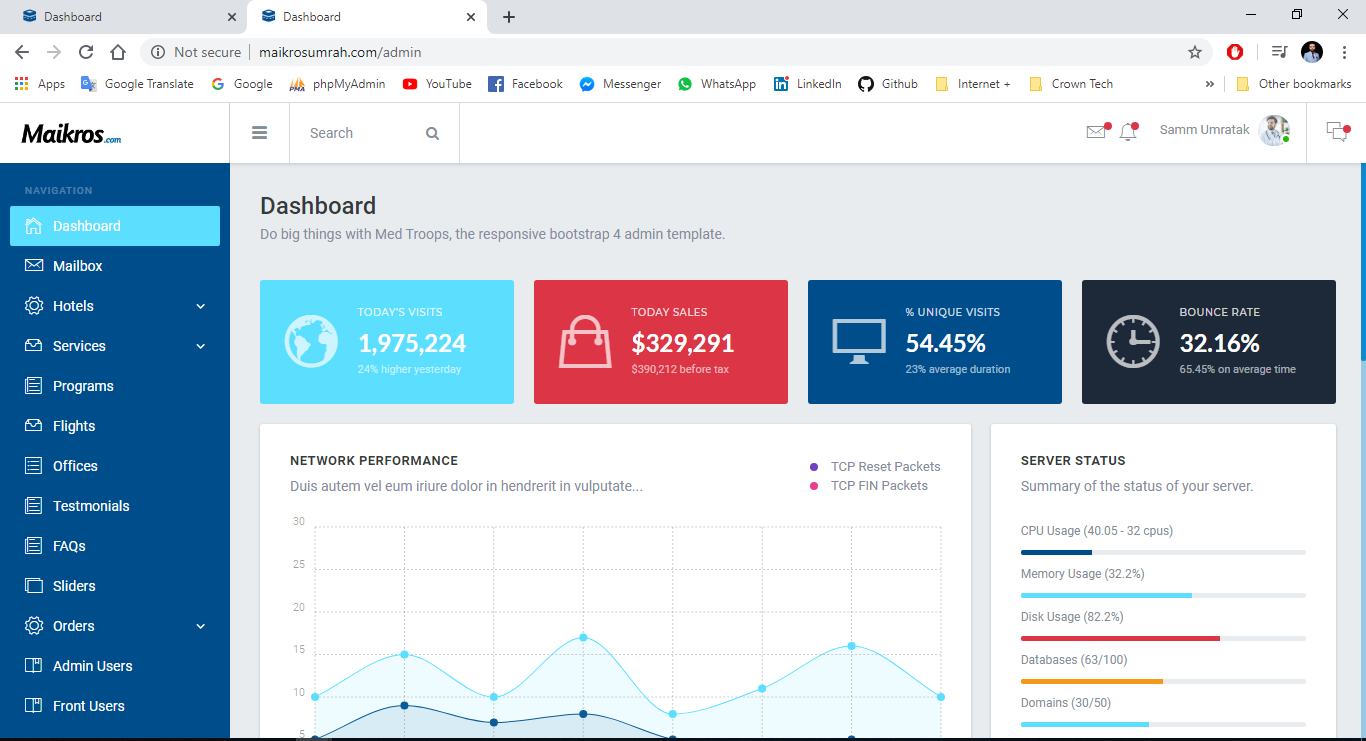 Dashboard
Dashboard
Not secure
maikrosumrah.com/admin
Apps
Google Translate
Google
PMA
phpMyAdmin
YouTube
Facebook
Messenger
WhatsApp
LinkedIn
Github
Internet +
Crown Tech
»
Other bookmarks
Maikros.com
Search
Samm Umratak
NAVIGATION
Dashboard
Mailbox
Hotels
Services
Programs
Flights
Offices
Testmonials
FAQs
Sliders
Orders
Admin Users
Front Users
Dashboard
Do big things with Med Troops, the responsive bootstrap 4 admin template.
TODAY'S VISITS
1,975,224
24% higher yesterday
TODAY SALES
$329,291
$390,212 before tax
% UNIQUE VISITS
54.45%
23% average duration
BOUNCE RATE
32.16%
65.45% on average time
NETWORK PERFORMANCE
Duis autem vel eum iriure dolor in hendrerit in vulputate...
TCP Reset Packets
TCP FIN Packets
30
25
20
15
10
5
SERVER STATUS
Summary of the status of your server.
CPU Usage (40.05 - 32 cpus)
Memory Usage (32.2%)
Disk Usage (82.2%)
Databases (63/100)
Domains (30/50)